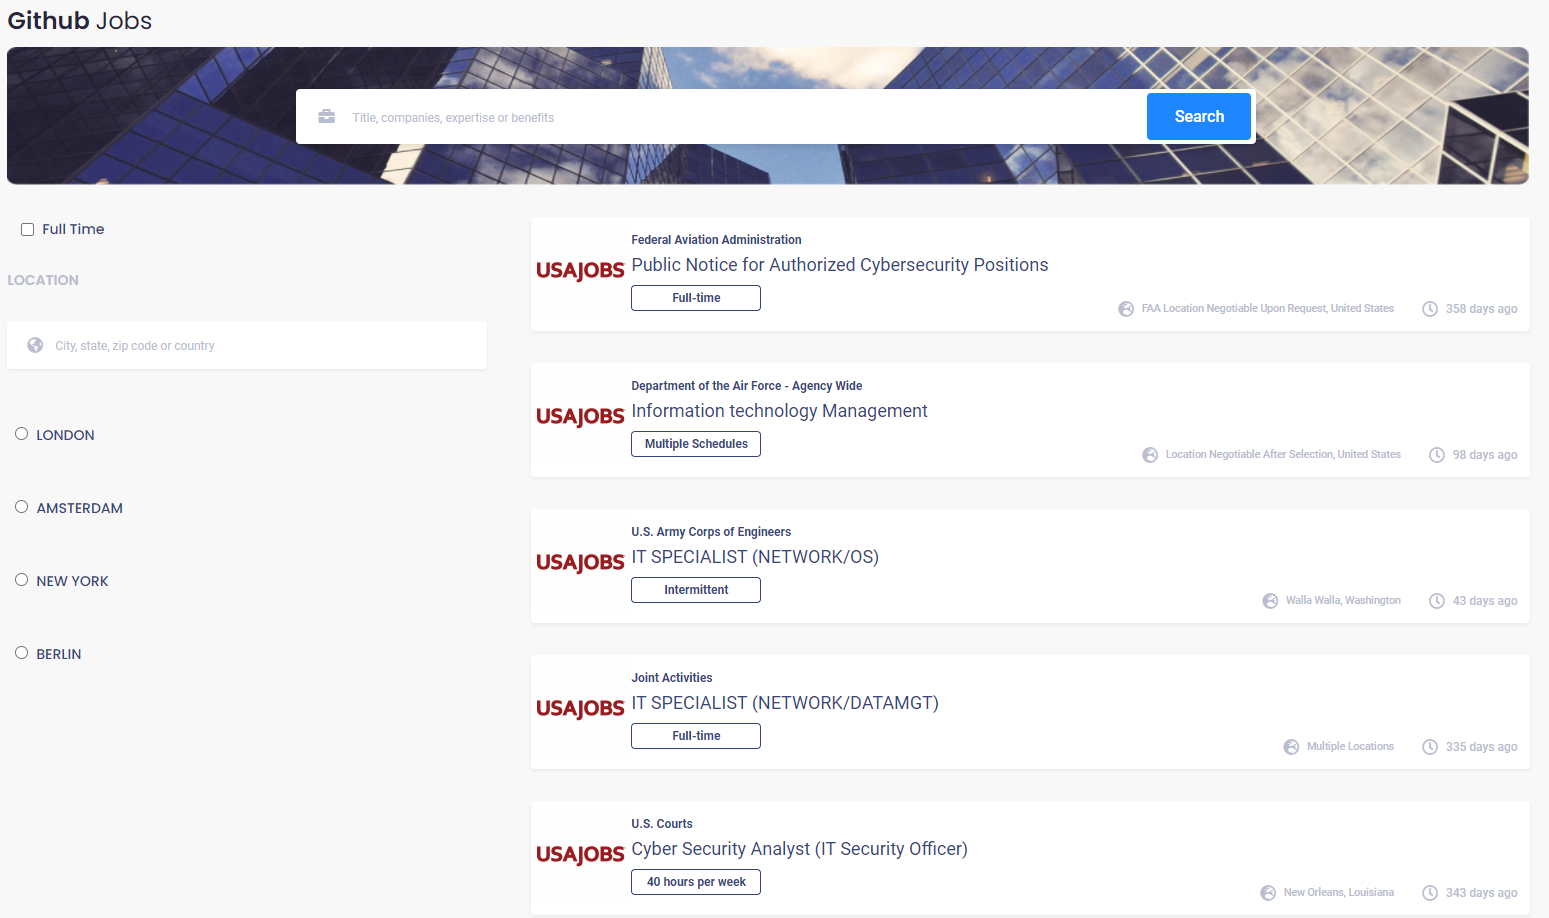 Github Jobs
Title, companies, expertise or benefits
Search
Full Time
LOCATION
City, state, zip code or country
LONDON
AMSTERDAM
NEW YORK
BERLIN
USAJOBS
Federal Aviation Administration
Public Notice for Authorized Cybersecurity Positions
Full-time
FAA Location Negotiable Upon Request, United States
358 days ago
USAJOBS
Department of the Air Force - Agency Wide
Information technology Management
Multiple Schedules
Location Negotiable After Selection, United States
98 days ago
USAJOBS
U.S. Army Corps of Engineers
IT SPECIALIST (NETWORK/OS)
Intermittent
Walla Walla, Washington
43 days ago
USAJOBS
Joint Activities
IT SPECIALIST (NETWORK/DATAMGT)
Full-time
Multiple Locations
335 days ago
USAJOBS
U.S. Courts
Cyber Security Analyst (IT Security Officer)
40 hours per week
New Orleans, Louisiana
343 days ago